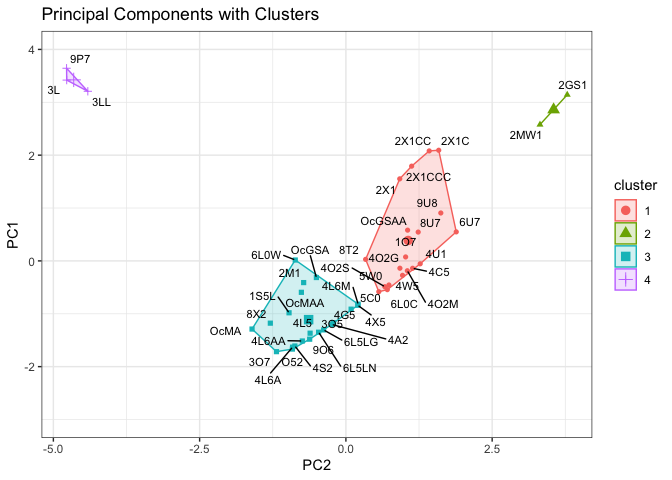 Principal Components with Clusters
4
9P7
3L
3LL
2GS1
2MW1
2X1CC
2X1C
2X1CCC
2X1
9U8
OcGSAA
8U7
6U7
1O7
OcGSA
8T2
4U1
6L0W
4O2S
4O2G
2M1
5W0
4C5
4L6M
4W5
1S5L
OcMAA
5C0
6L0C
4O2M
8X2
4G5
4X5
OcMA
4L5
3G5
4L6AA
6L5LG
4A2
9O6
3O7
O52
4S2
6L5LN
4L6A
2
0
-2
PC1
-5.0
-2.5
0.0
2.5
PC2
cluster
1
2
3
4